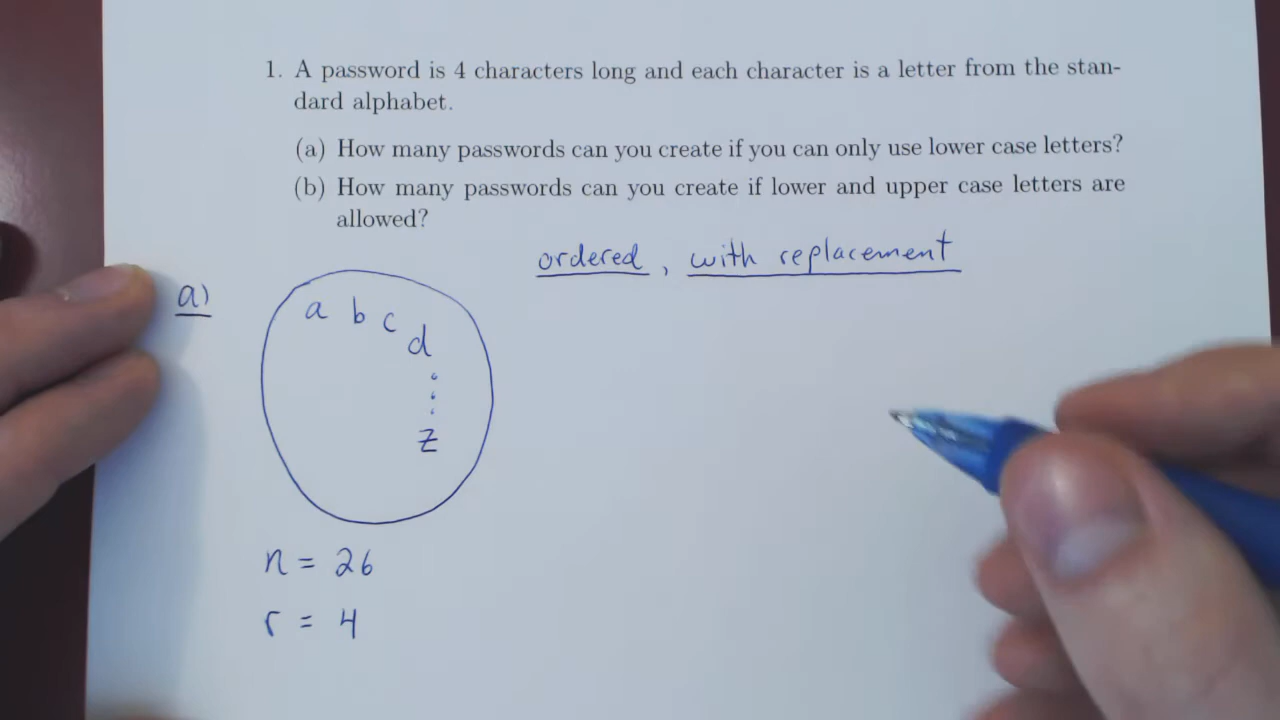 1. A password is 4 characters long and each character is a letter from the stan-
dard alphabet.
(a) How many passwords can you create if you can only use lower case letters?
(b) How many passwords can you create if lower and upper case letters are
allowed?
ordered, with replacement
a)
a b c
d
z
n = 26
r = 4